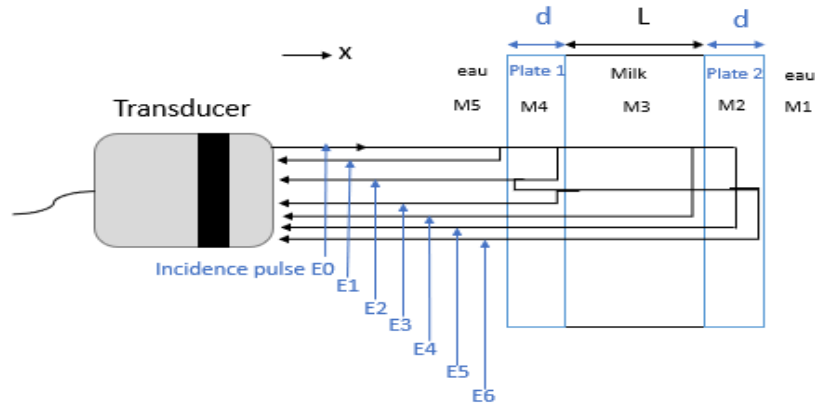 d L d
x
eau Plate 1 Milk Plate 2 eau
M5 M4 M3 M2 M1
Transducer
Incidence pulse E0
E1
E2
E3
E4
E5
E6